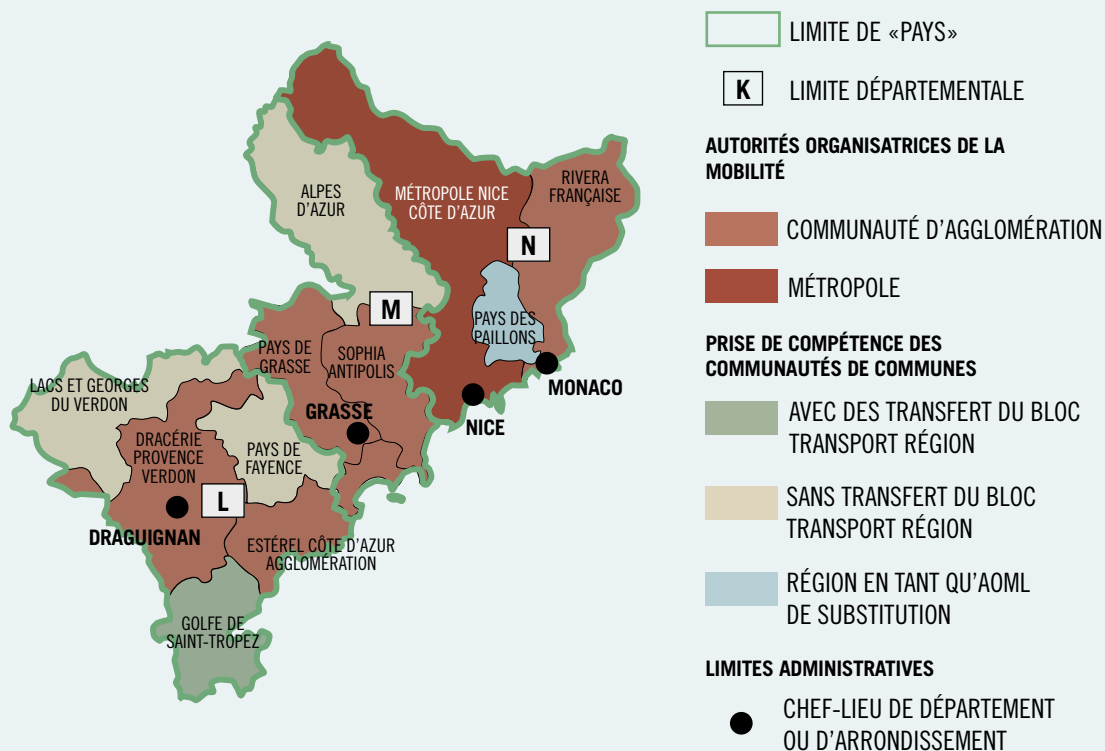 ALPES
D'AZUR
MÉTROPOLE NICE
CÔTE D'AZUR
RIVERA
FRANÇAISE
N
M
PAYS DES
PAILLONS
PAYS DE
GRASSE
SOPHIA
ANTIPOLIS
MONACO
LACS ET GEORGES
DU VERDON
GRASSE
NICE
DRACÉRIE
PROVENCE
VERDON
PAYS DE
FAYENCE
L
DRAGUIGNAN
ESTÉREL CÔTE D'AZUR
AGGLOMÉRATION
GOLFE DE
SAINT-TROPEZ
LIMITE DE «PAYS»
K LIMITE DÉPARTEMENTALE
AUTORITÉS ORGANISATRICES DE LA
MOBILITÉ
COMMUNAUTÉ D'AGGLOMÉRATION
MÉTROPOLE
PRISE DE COMPÉTENCE DES
COMMUNAUTÉS DE COMMUNES
AVEC DES TRANSFERT DU BLOC
TRANSPORT RÉGION
SANS TRANSFERT DU BLOC
TRANSPORT RÉGION
RÉGION EN TANT QU'AOML
DE SUBSTITUTION
LIMITES ADMINISTRATIVES
CHEF-LIEU DE DÉPARTEMENT
OU D'ARRONDISSEMENT